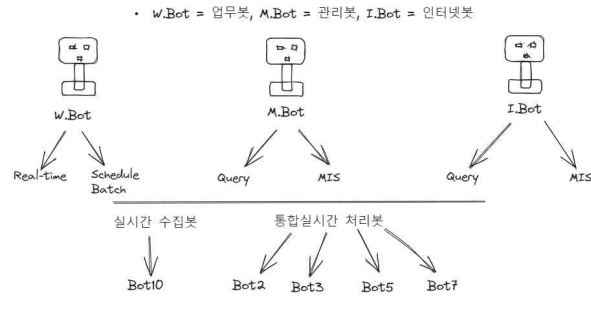 • W.Bot = 업무봇, M.Bot = 관리봇, I.Bot = 인터넷봇
W.Bot M.Bot I.Bot
Real-time Schedule Batch Query MIS Query MIS
실시간 수집봇 통합실시간 처리봇
Bot10 Bot2 Bot3 Bot5 Bot7